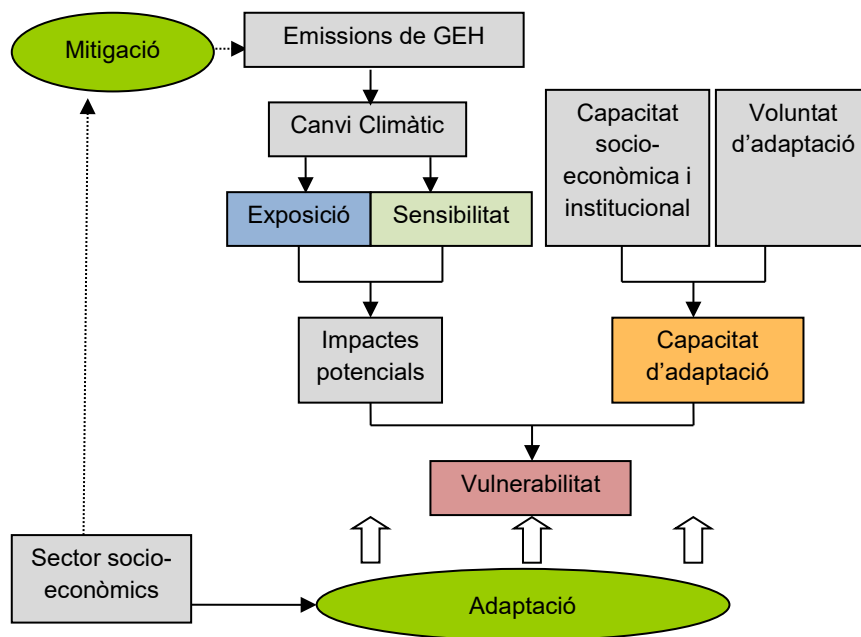 Mitigació
Emissions de GEH
Canvi Climàtic
Capacitat
socio-
econòmica i
institucional
Voluntat
d’adaptació
Exposició
Sensibilitat
Impactes
potencials
Capacitat
d’adaptació
Vulnerabilitat
Sector socio-
econòmics
Adaptació